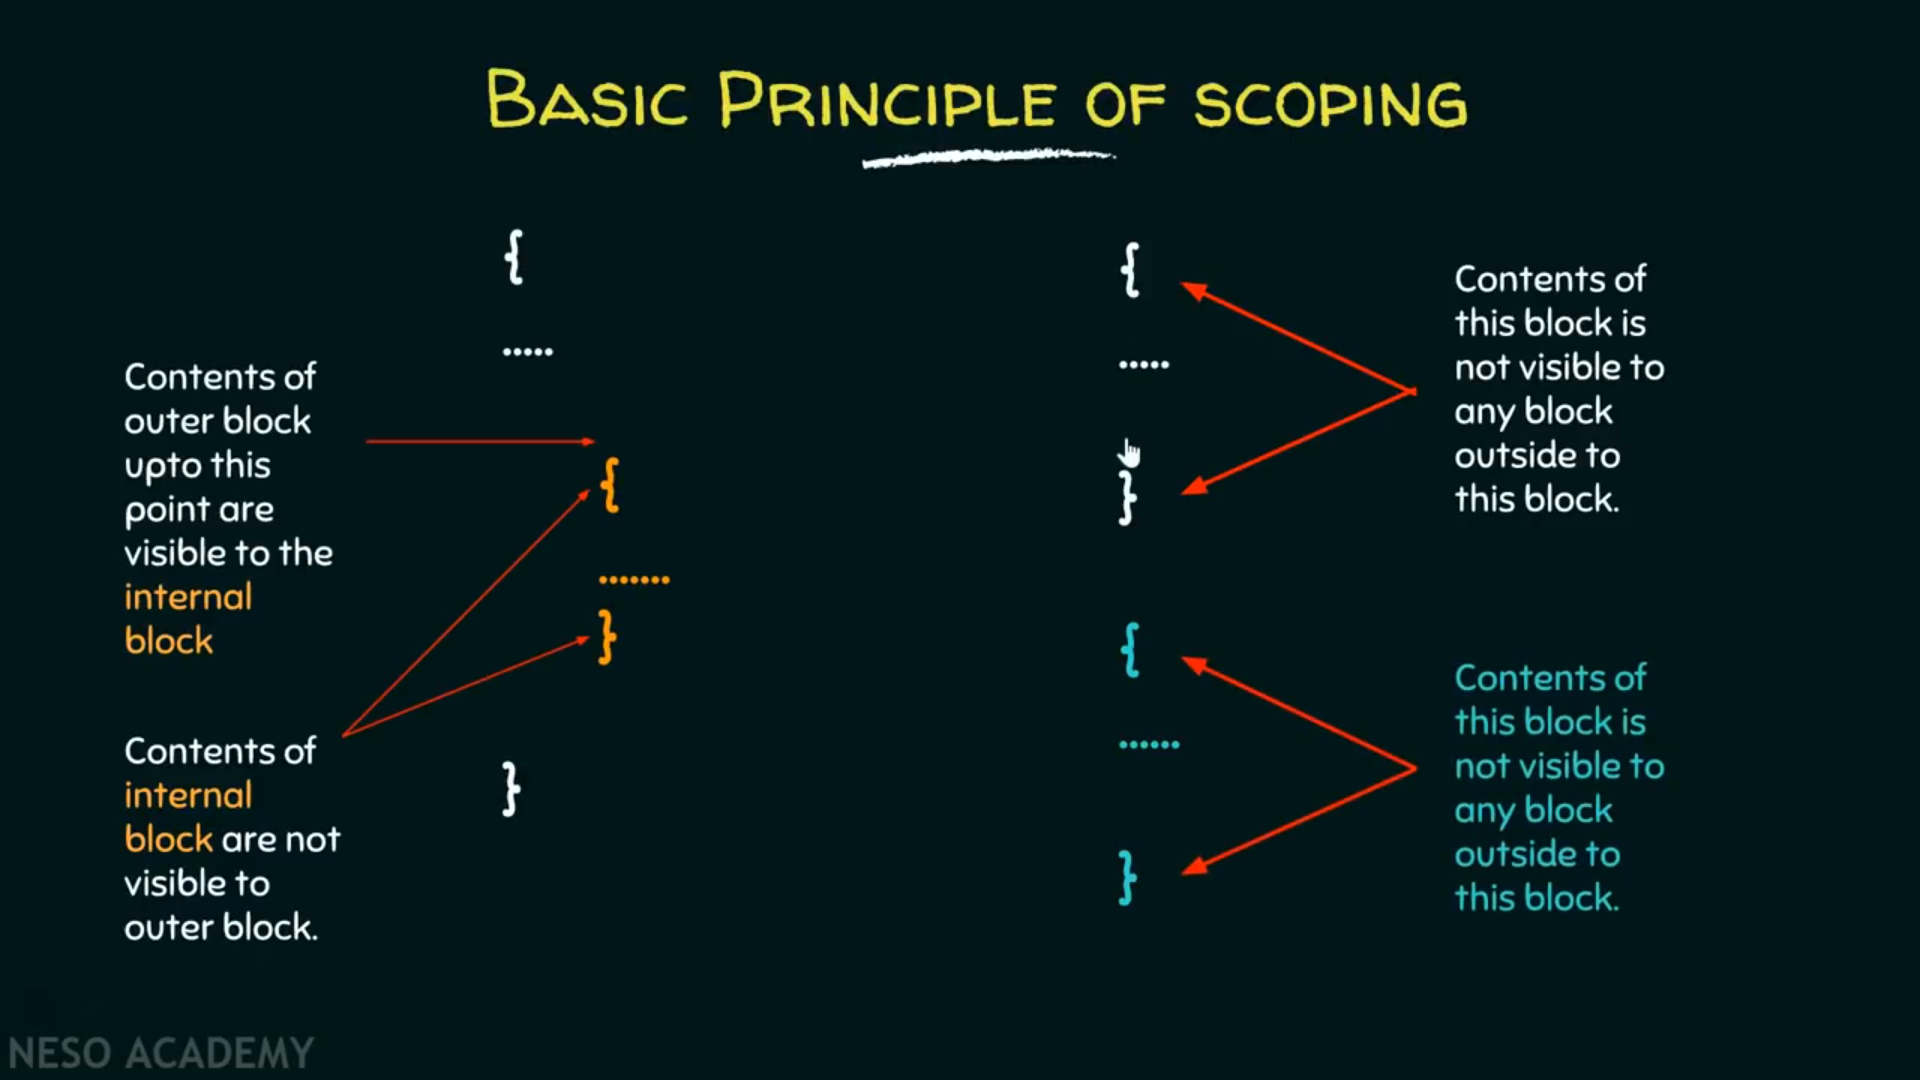 BASIC PRINCIPLE OF SCOPING
{
.....
Contents of
outer block
upto this
point are
visible to the
internal
block
{
.......
}
Contents of
internal
block are not
visible to
outer block.
}
{
.....
}
Contents of
this block is
not visible to
any block
outside to
this block.
{
......
}
Contents of
this block is
not visible to
any block
outside to
this block.
NESO ACADEMY